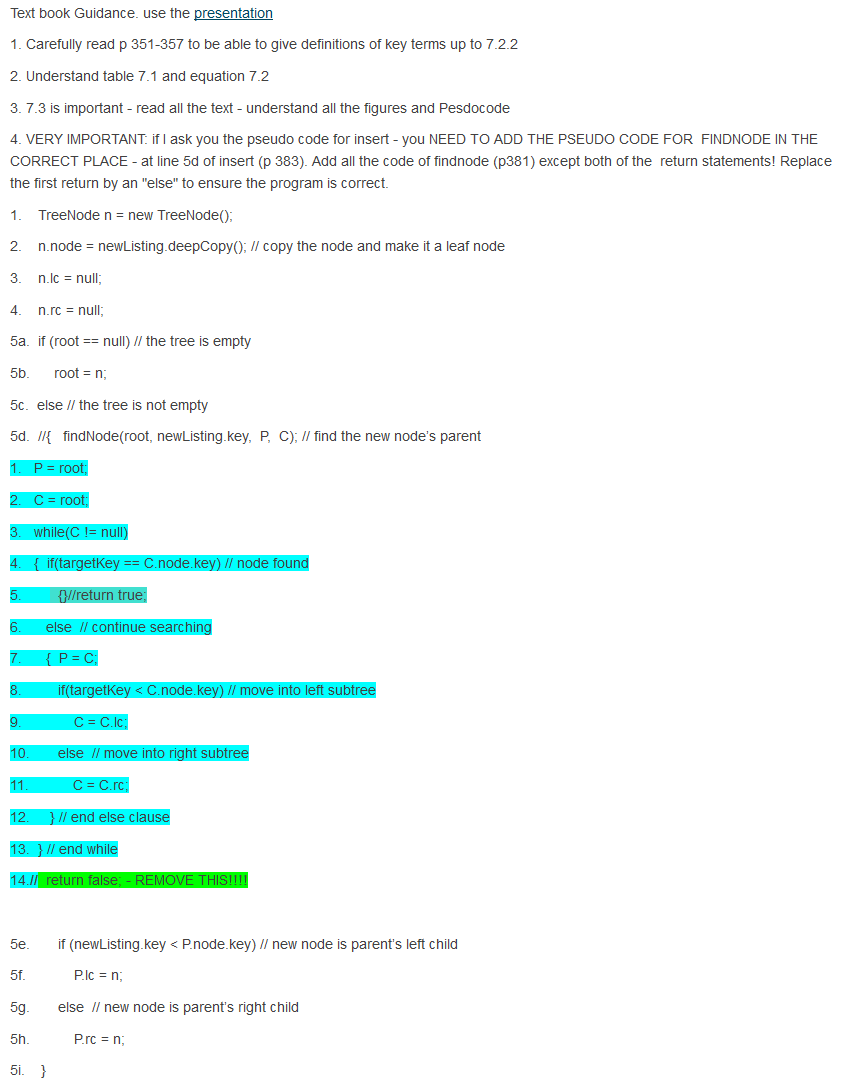 Text book Guidance. use the presentation
1. Carefully read p 351-357 to be able to give definitions of key terms up to 7.2.2
2. Understand table 7.1 and equation 7.2
3. 7.3 is important - read all the text - understand all the figures and Pesdocode
4. VERY IMPORTANT: if I ask you the pseudo code for insert - you NEED TO ADD THE PSEUDO CODE FOR FINDNODE IN THE
CORRECT PLACE - at line 5d of insert (p 383). Add all the code of findnode (p381) except both of the return statements! Replace
the first return by an "else" to ensure the program is correct.
1. TreeNode n = new TreeNode();
2. n.node = newListing.deepCopy(); // copy the node and make it a leaf node
3. n.lc = null;
4. n.rc = null;
5a. if (root == null) // the tree is empty
5b. root = n;
5c. else // the tree is not empty
5d. //{ findNode(root, newListing.key, P, C); // find the new node’s parent
1. P = root;
2. C = root;
3. while(C != null)
4. { if(targetKey == C.node.key) // node found
5. {}//return true;
6. else // continue searching
7. { P = C;
8. if(targetKey < C.node.key) // move into left subtree
9. C = C.lc;
10. else // move into right subtree
11. C = C.rc;
12. } // end else clause
13. } // end while
14.// return false; - REMOVE THIS!!!!
5e. if (newListing.key < P.node.key) // new node is parent’s left child
5f. P.lc = n;
5g. else // new node is parent’s right child
5h. P.rc = n;
5i. }